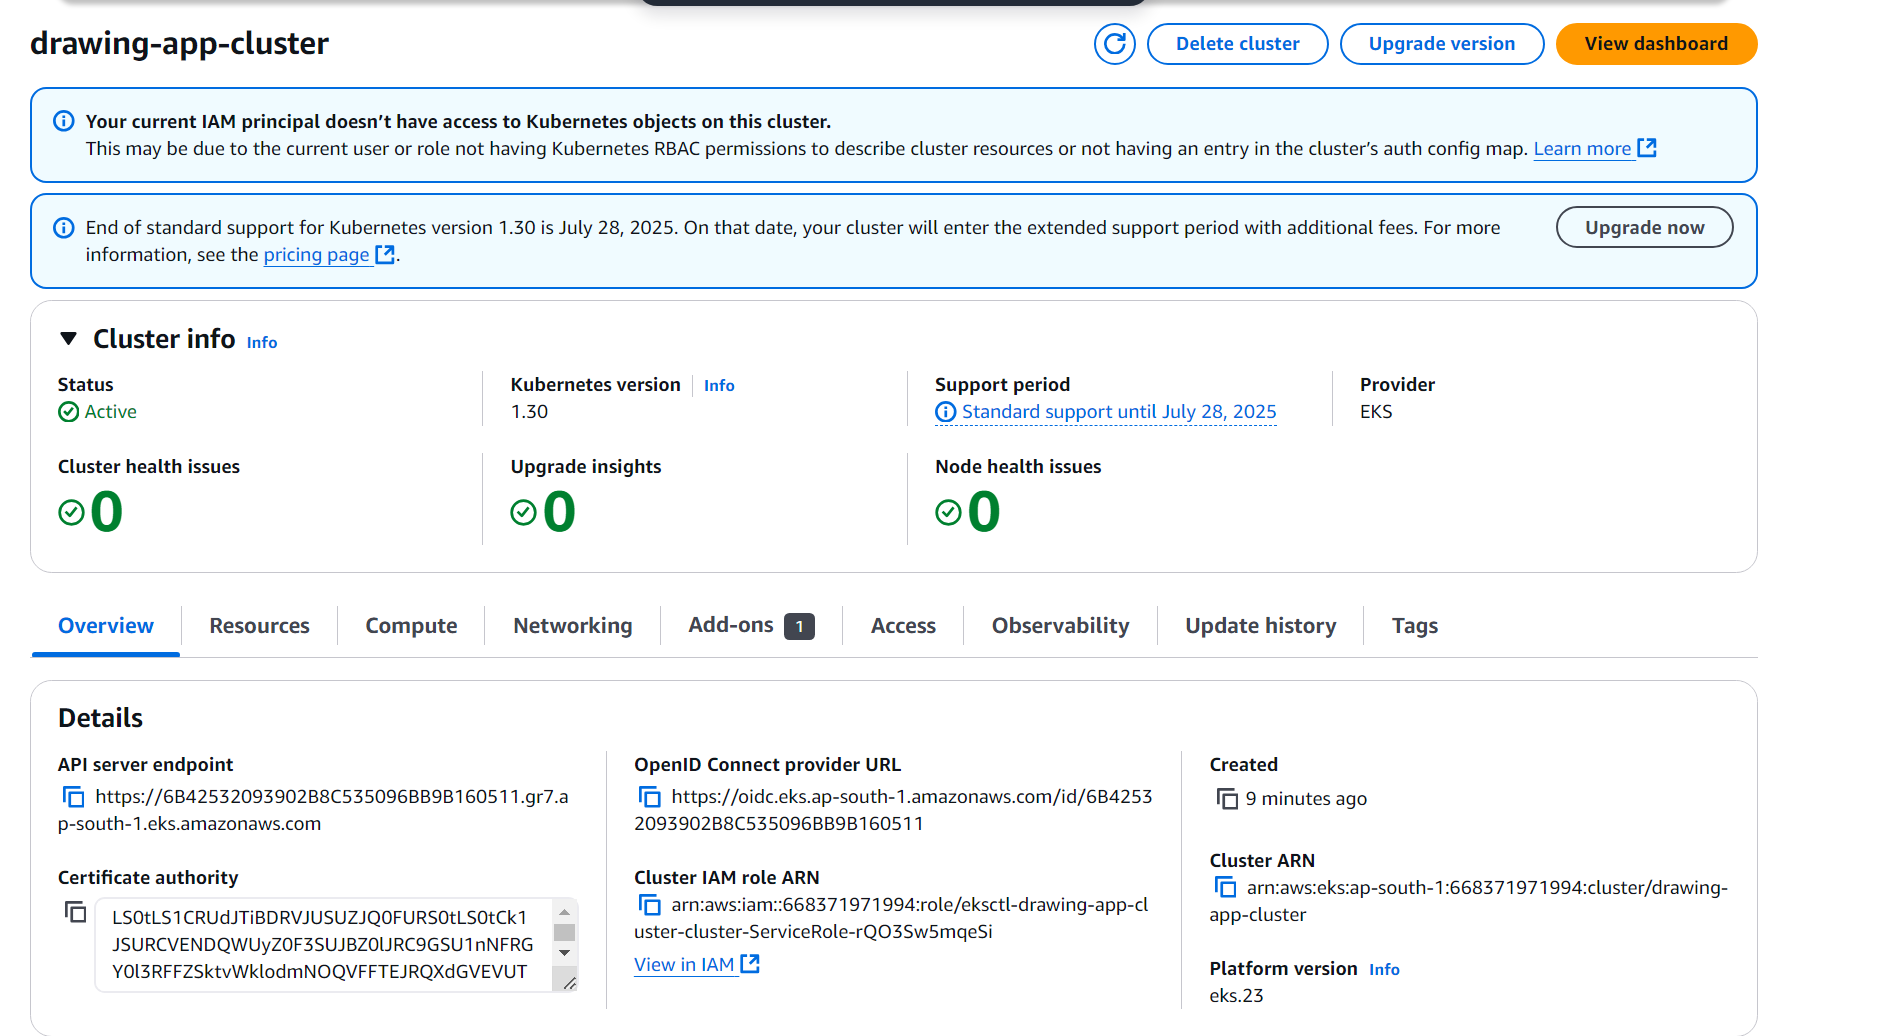 drawing-app-cluster
Delete cluster
Upgrade version
View dashboard
Your current IAM principal doesn’t have access to Kubernetes objects on this cluster.
This may be due to the current user or role not having Kubernetes RBAC permissions to describe cluster resources or not having an entry in the cluster’s auth config map. Learn more
End of standard support for Kubernetes version 1.30 is July 28, 2025. On that date, your cluster will enter the extended support period with additional fees. For more
information, see the pricing page.
Upgrade now
Cluster info Info
Status
Active
Kubernetes version Info
1.30
Support period
Standard support until July 28, 2025
Provider
EKS
Cluster health issues
0
Upgrade insights
0
Node health issues
0
Overview
Resources
Compute
Networking
Add-ons 1
Access
Observability
Update history
Tags
Details
API server endpoint
https://6B42532093902B8C535096BB9B160511.gr7.a
p-south-1.eks.amazonaws.com
Certificate authority
LS0tLS1CRUdJTiBDRVJUSUZJQ0FURS0tLS0tCk1
JSURCVENDQWUyZ0F3SUJBZ0lJRC9GSU1nNFRG
Y0l3RFFZSktvWklodmNOQVFFTEJRQXdGVEVUT
OpenID Connect provider URL
https://oidc.eks.ap-south-1.amazonaws.com/id/6B4253
2093902B8C535096BB9B160511
Cluster IAM role ARN
arn:aws:iam::668371971994:role/eksctl-drawing-app-cl
uster-cluster-ServiceRole-rQO3Sw5mqeSi
View in IAM
Created
9 minutes ago
Cluster ARN
arn:aws:eks:ap-south-1:668371971994:cluster/drawing-
app-cluster
Platform version Info
eks.23